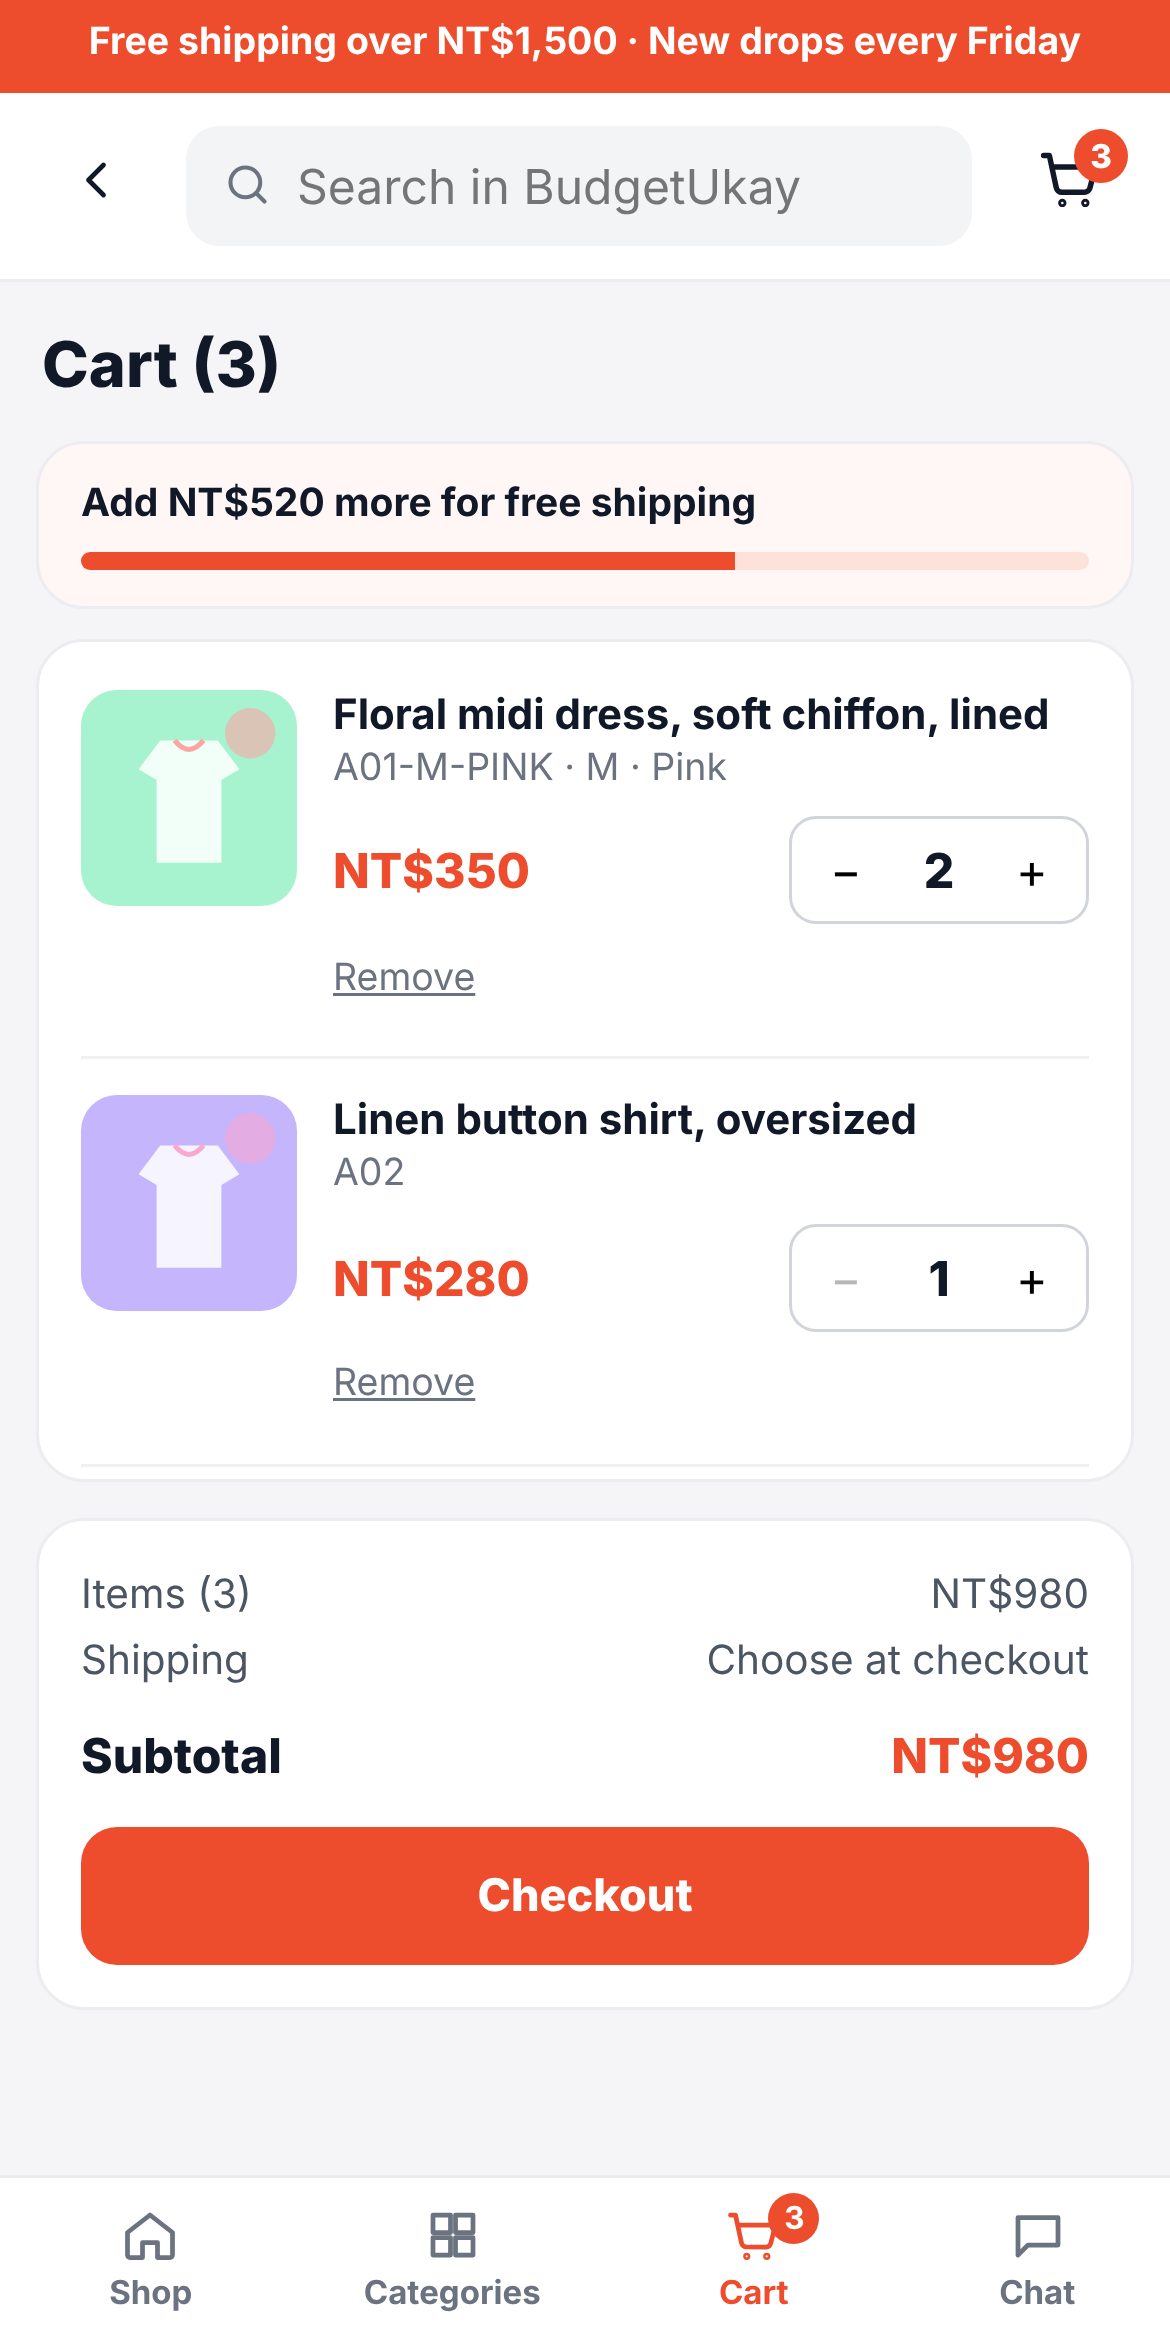 Free shipping over NT$1,500 · New drops every Friday
Search in BudgetUkay
3
Cart (3)
Add NT$520 more for free shipping
Floral midi dress, soft chiffon, lined
A01-M-PINK · M · Pink
NT$350
− 2 +
Remove
Linen button shirt, oversized
A02
NT$280
− 1 +
Remove
Items (3) NT$980
Shipping Choose at checkout
Subtotal NT$980
Checkout
3
Shop Categories Cart Chat